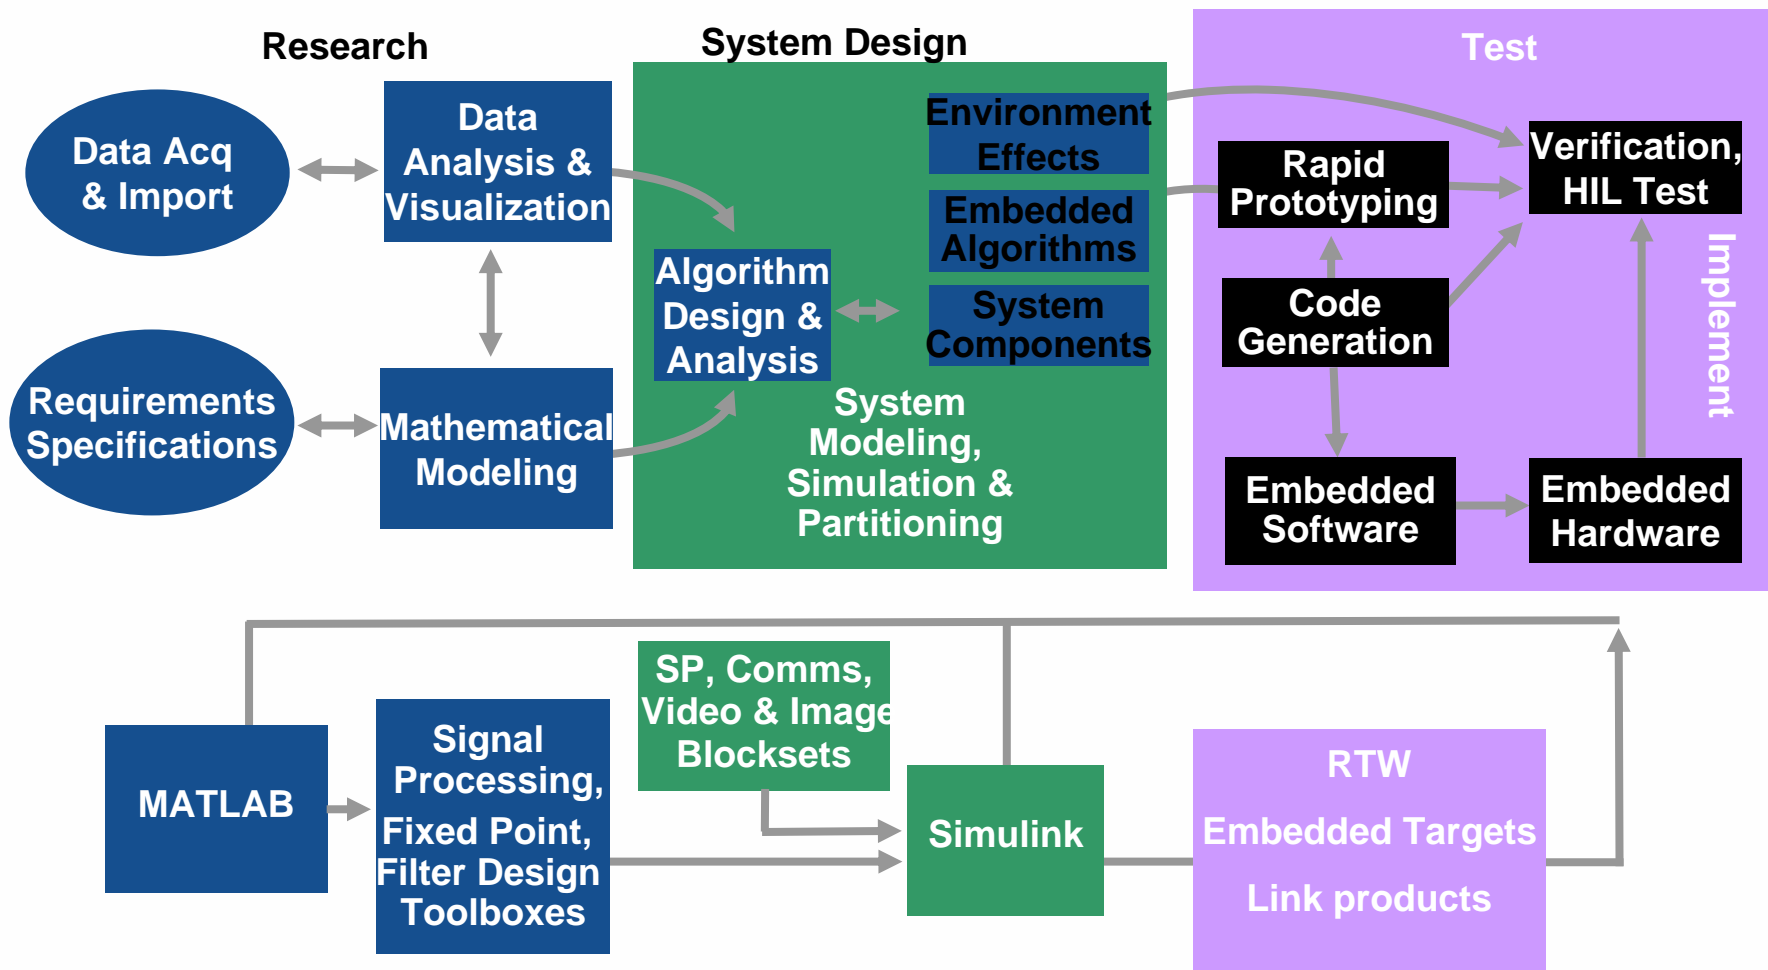 Research
System Design
Test
Data Acq
& Import
Data
Analysis &
Visualization
Requirements
Specifications
Mathematical
Modeling
Algorithm
Design &
Analysis
Environment
Effects
Embedded
Algorithms
System
Components
System
Modeling,
Simulation &
Partitioning
Rapid
Prototyping
Verification,
HIL Test
Code
Generation
Implement
Embedded
Software
Embedded
Hardware
MATLAB
Signal
Processing,
Fixed Point,
Filter Design
Toolboxes
SP, Comms,
Video & Image
Blocksets
Simulink
RTW
Embedded Targets
Link products